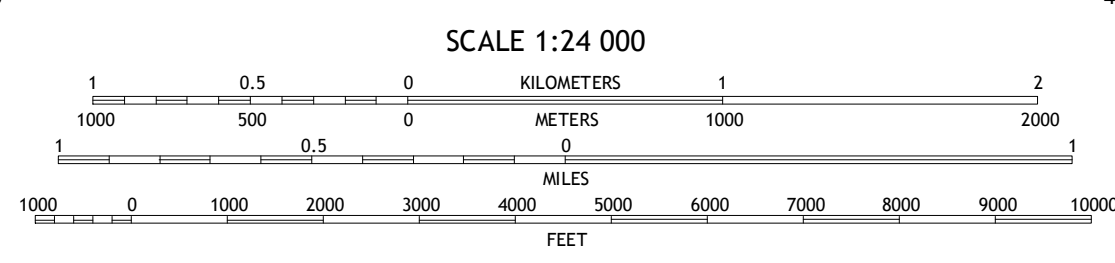 SCALE 1:24 000
1 0.5 0 KILOMETERS 1 2
1000 500 0 METERS 1000 2000
1 0.5 0 1
MILES
1000 0 1000 2000 3000 4000 5000 6000 7000 8000 9000 10000
FEET